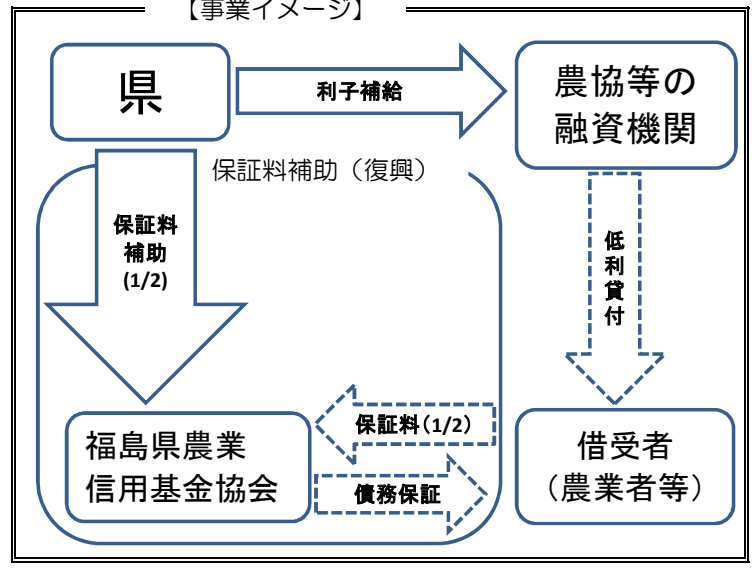 【事業イメージ】
県
利子補給
農協等の
融資機関
保証料補助（復興）
保証料
補助
(1/2)
低
利
貸
付
福島県農業
信用基金協会
保証料(1/2)
債務保証
借受者
（農業者等）